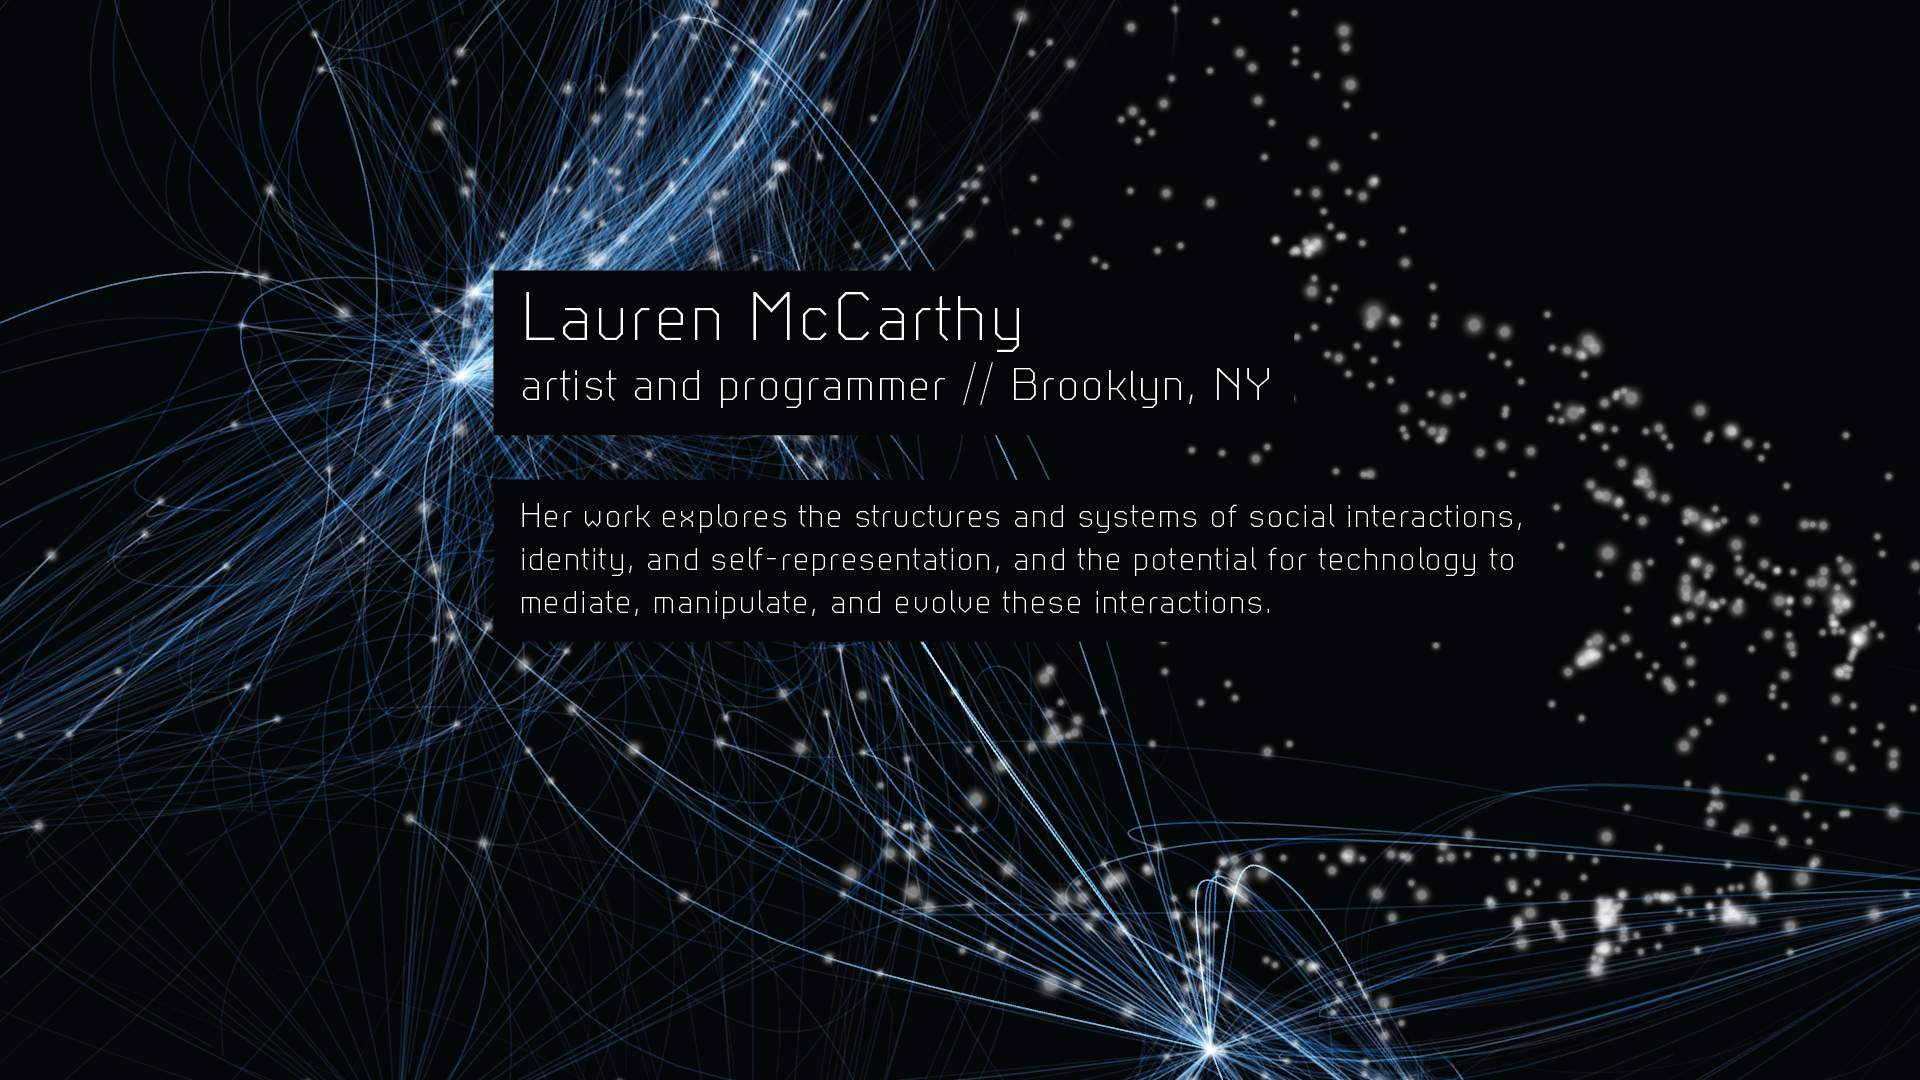 Lauren McCarthy
artist and programmer // Brooklyn, NY
Her work explores the structures and systems of social interactions,
identity, and self-representation, and the potential for technology to
mediate, manipulate, and evolve these interactions.